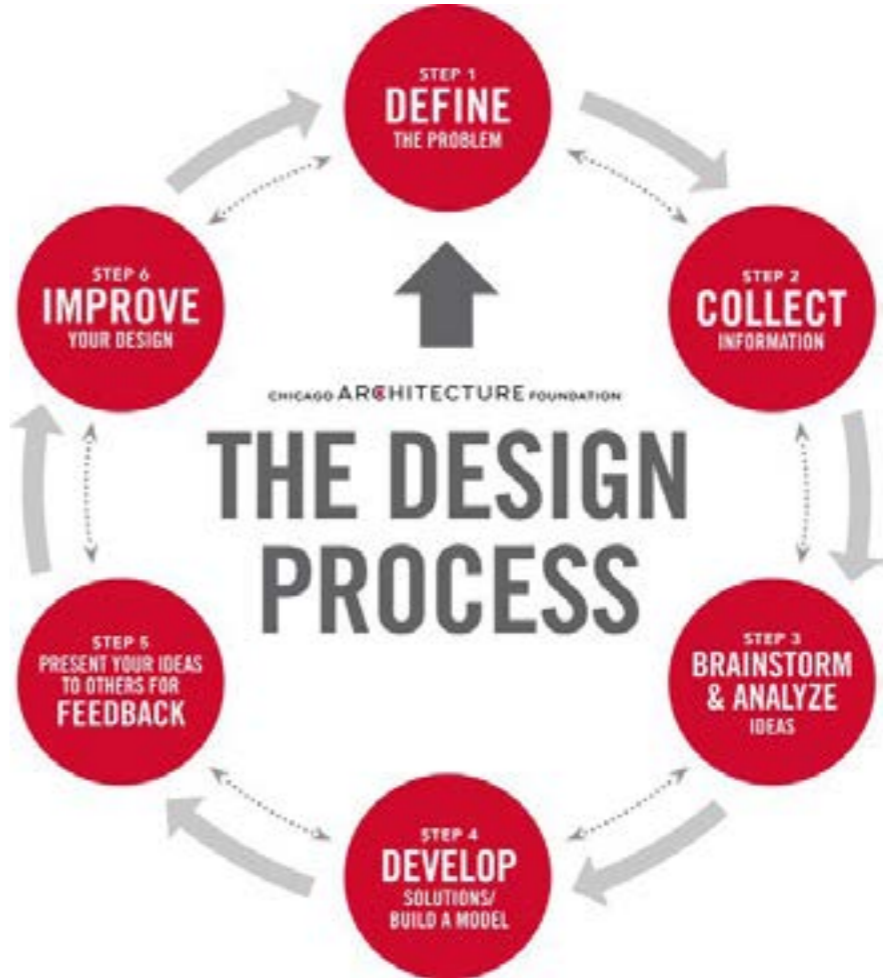 STEP 1
DEFINE
THE PROBLEM
STEP 2
COLLECT
INFORMATION
STEP 3
BRAINSTORM
& ANALYZE
IDEAS
STEP 4
DEVELOP
SOLUTIONS/
BUILD A MODEL
STEP 5
PRESENT YOUR IDEAS
TO OTHERS FOR
FEEDBACK
STEP 6
IMPROVE
YOUR DESIGN
CHICAGO ARCHITECTURE FOUNDATION
THE DESIGN
PROCESS